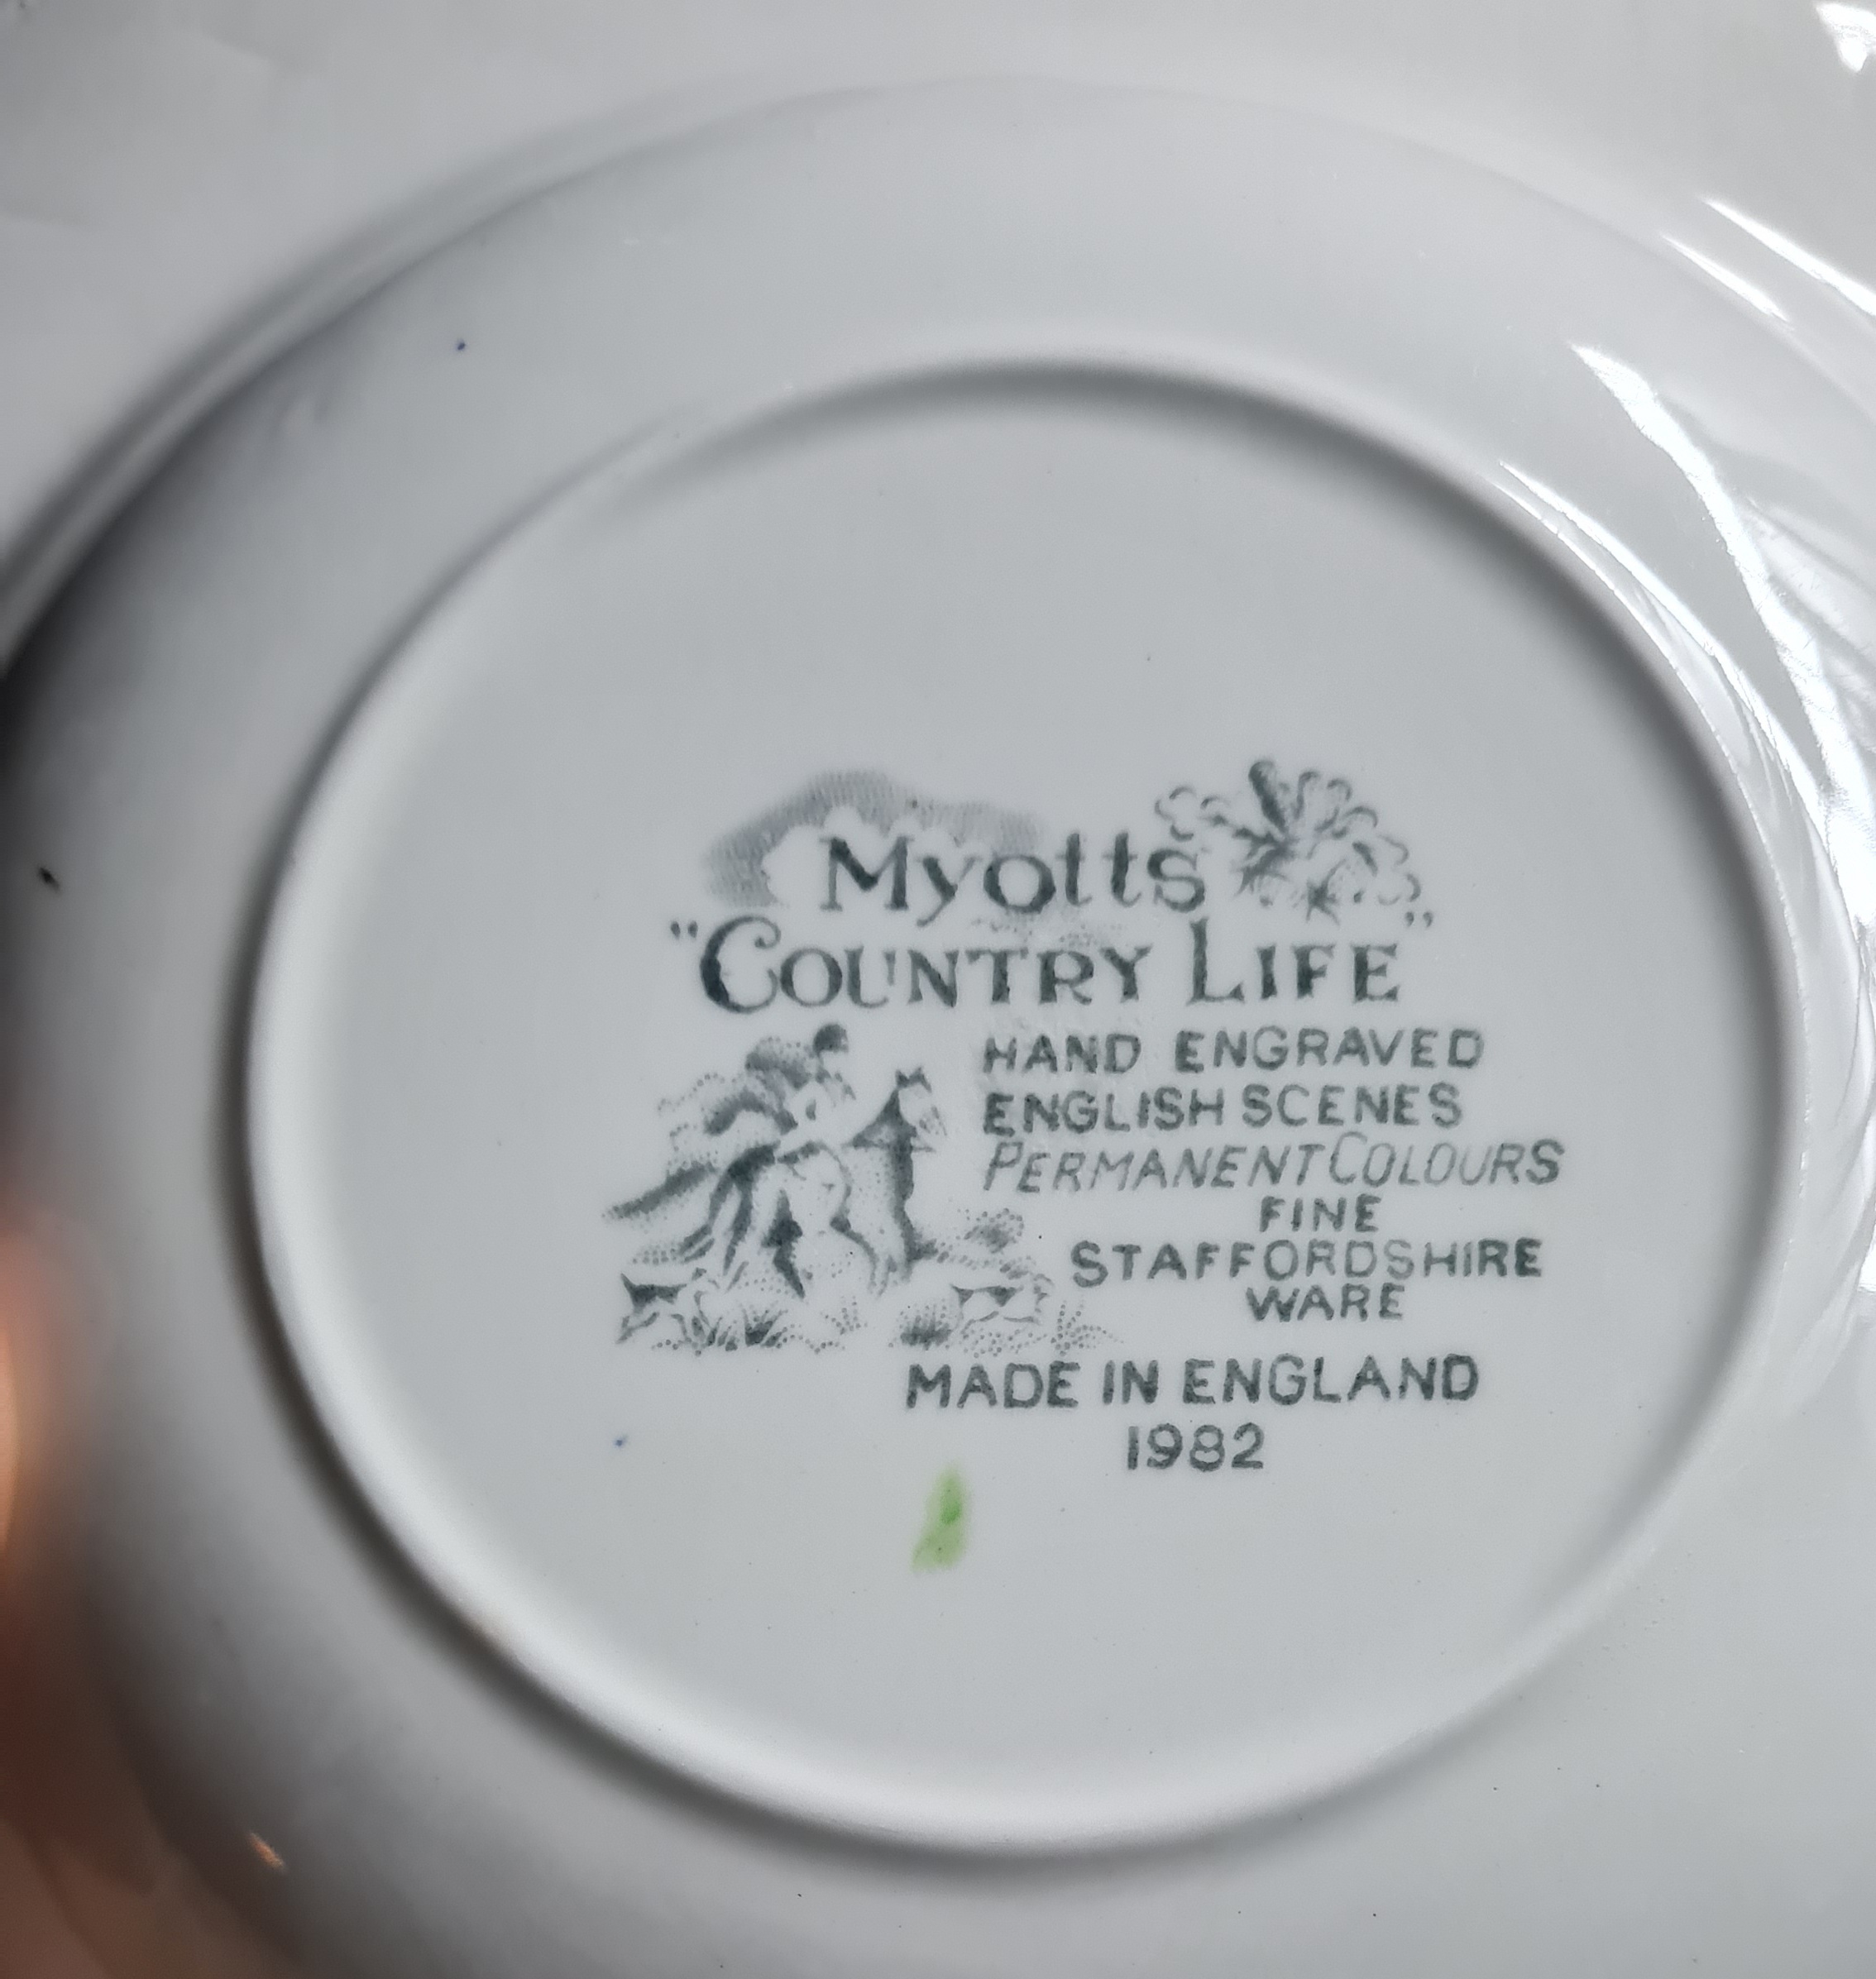 Myotts
"COUNTRY LIFE"
HAND ENGRAVED
ENGLISH SCENES
PERMANENT COLOURS
FINE
STAFFORDSHIRE
WARE
MADE IN ENGLAND
1982